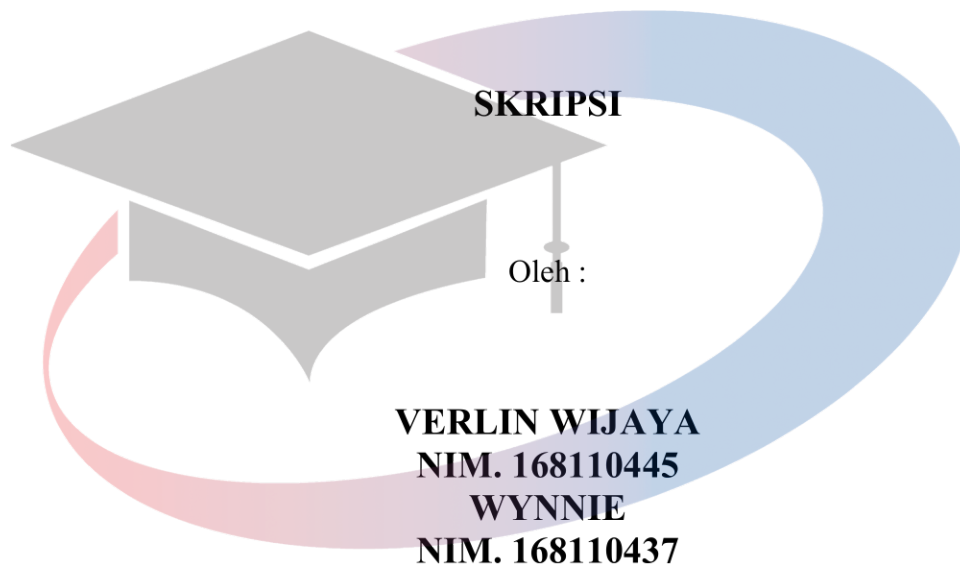 SKRIPSI
Oleh :
VERLIN WIJAYA
NIM. 168110445
WYNNIE
NIM. 168110437